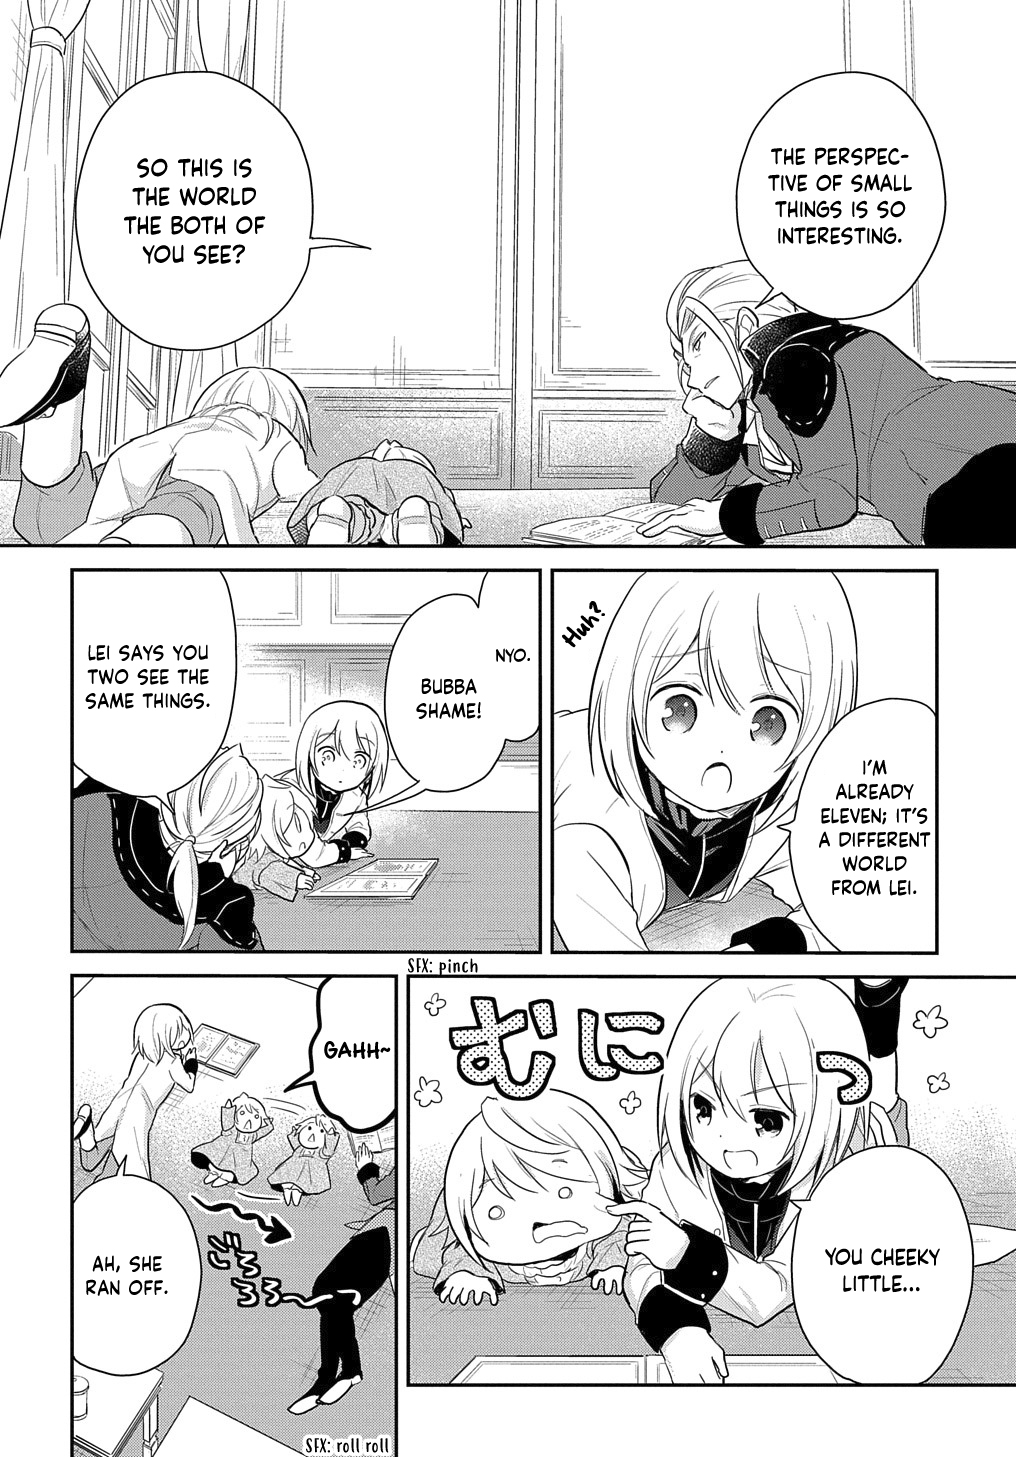 THE PERSPEC-
TIVE OF SMALL
THINGS IS SO
INTERESTING.
SO THIS IS
THE WORLD
THE BOTH OF
YOU SEE?
Huh?
I'M
ALREADY
ELEVEN; IT'S
A DIFFERENT
WORLD
FROM LEI.
NYO.
BUBBA
SHAME!
LEI SAYS YOU
TWO SEE THE
SAME THINGS.
SFX: pinch
むにっ
YOU CHEEKY
LITTLE...
GAHH~
ごろろ
ろろ~っ
AH, SHE
RAN OFF.
SFX: roll roll